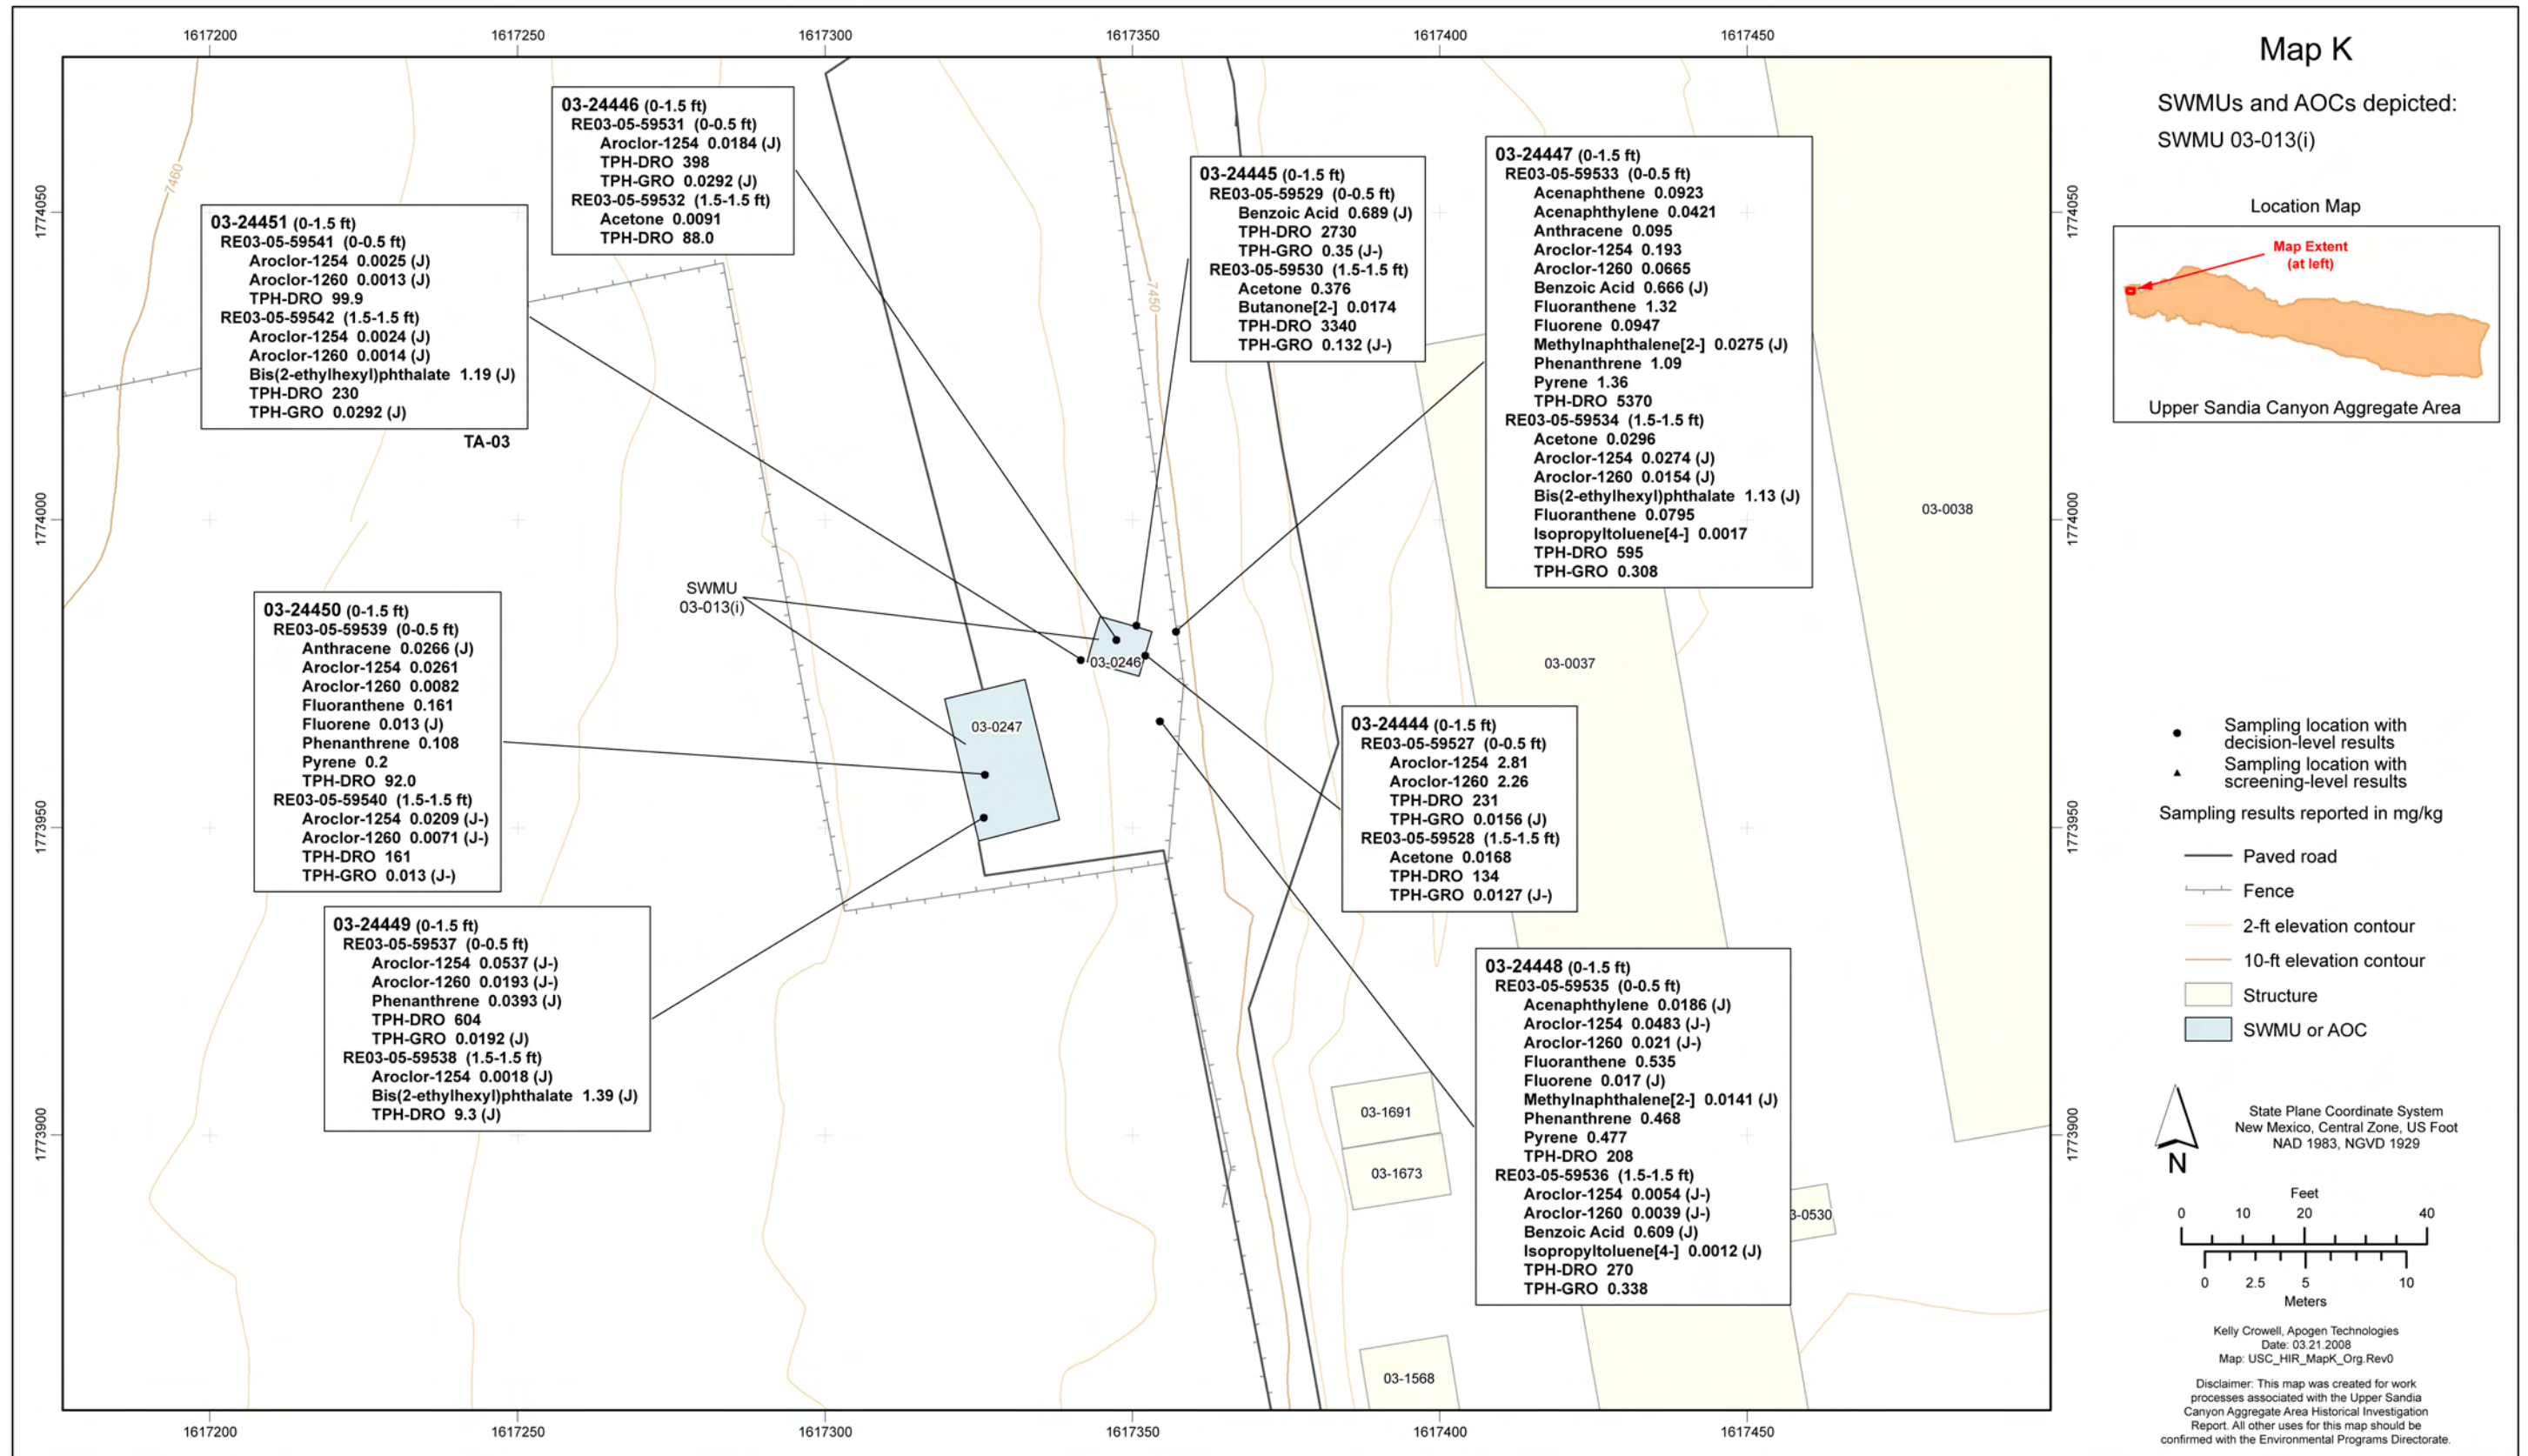 Map K
SWMUs and AOCs depicted:
SWMU 03-013(i)
Location Map
Map Extent
(at left)
Upper Sandia Canyon Aggregate Area
1617200
1617250
1617300
1617350
1617400
1617450
1774050
1774000
1773950
1773900
7460
7450
03-24446 (0-1.5 ft)
RE03-05-59531 (0-0.5 ft)
Aroclor-1254 0.0184 (J)
TPH-DRO 398
TPH-GRO 0.0292 (J)
RE03-05-59532 (1.5-1.5 ft)
Acetone 0.0091
TPH-DRO 88.0
03-24451 (0-1.5 ft)
RE03-05-59541 (0-0.5 ft)
Aroclor-1254 0.0025 (J)
Aroclor-1260 0.0013 (J)
TPH-DRO 99.9
RE03-05-59542 (1.5-1.5 ft)
Aroclor-1254 0.0024 (J)
Aroclor-1260 0.0014 (J)
Bis(2-ethylhexyl)phthalate 1.19 (J)
TPH-DRO 230
TPH-GRO 0.0292 (J)
TA-03
03-24445 (0-1.5 ft)
RE03-05-59529 (0-0.5 ft)
Benzoic Acid 0.689 (J)
TPH-DRO 2730
TPH-GRO 0.35 (J-)
RE03-05-59530 (1.5-1.5 ft)
Acetone 0.376
Butanone[2-] 0.0174
TPH-DRO 3340
TPH-GRO 0.132 (J-)
03-24447 (0-1.5 ft)
RE03-05-59533 (0-0.5 ft)
Acenaphthene 0.0923
Acenaphthylene 0.0421
Anthracene 0.095
Aroclor-1254 0.193
Aroclor-1260 0.0665
Benzoic Acid 0.666 (J)
Fluoranthene 1.32
Fluorene 0.0947
Methylnaphthalene[2-] 0.0275 (J)
Phenanthrene 1.09
Pyrene 1.36
TPH-DRO 5370
RE03-05-59534 (1.5-1.5 ft)
Acetone 0.0296
Aroclor-1254 0.0274 (J)
Aroclor-1260 0.0154 (J)
Bis(2-ethylhexyl)phthalate 1.13 (J)
Fluoranthene 0.0795
Isopropyltoluene[4-] 0.0017
TPH-DRO 595
TPH-GRO 0.308
03-0038
03-0037
SWMU
03-013(i)
03-0246
03-0247
03-24450 (0-1.5 ft)
RE03-05-59539 (0-0.5 ft)
Anthracene 0.0266 (J)
Aroclor-1254 0.0261
Aroclor-1260 0.0082
Fluoranthene 0.161
Fluorene 0.013 (J)
Phenanthrene 0.108
Pyrene 0.2
TPH-DRO 92.0
RE03-05-59540 (1.5-1.5 ft)
Aroclor-1254 0.0209 (J-)
Aroclor-1260 0.0071 (J-)
TPH-DRO 161
TPH-GRO 0.013 (J-)
03-24444 (0-1.5 ft)
RE03-05-59527 (0-0.5 ft)
Aroclor-1254 2.81
Aroclor-1260 2.26
TPH-DRO 231
TPH-GRO 0.0156 (J)
RE03-05-59528 (1.5-1.5 ft)
Acetone 0.0168
TPH-DRO 134
TPH-GRO 0.0127 (J-)
03-24449 (0-1.5 ft)
RE03-05-59537 (0-0.5 ft)
Aroclor-1254 0.0537 (J-)
Aroclor-1260 0.0193 (J-)
Phenanthrene 0.0393 (J)
TPH-DRO 604
TPH-GRO 0.0192 (J)
RE03-05-59538 (1.5-1.5 ft)
Aroclor-1254 0.0018 (J)
Bis(2-ethylhexyl)phthalate 1.39 (J)
TPH-DRO 9.3 (J)
03-24448 (0-1.5 ft)
RE03-05-59535 (0-0.5 ft)
Acenaphthylene 0.0186 (J)
Aroclor-1254 0.0483 (J-)
Aroclor-1260 0.021 (J-)
Fluoranthene 0.535
Fluorene 0.017 (J)
Methylnaphthalene[2-] 0.0141 (J)
Phenanthrene 0.468
Pyrene 0.477
TPH-DRO 208
RE03-05-59536 (1.5-1.5 ft)
Aroclor-1254 0.0054 (J-)
Aroclor-1260 0.0039 (J-)
Benzoic Acid 0.609 (J)
Isopropyltoluene[4-] 0.0012 (J)
TPH-DRO 270
TPH-GRO 0.338
03-1691
03-1673
3-0530
03-1568
1774050
1774000
1773950
1773900
1617200
1617250
1617300
1617350
1617400
1617450
Sampling location with
decision-level results
Sampling location with
screening-level results
Sampling results reported in mg/kg
Paved road
Fence
2-ft elevation contour
10-ft elevation contour
Structure
SWMU or AOC
N
State Plane Coordinate System
New Mexico, Central Zone, US Foot
NAD 1983, NGVD 1929
Feet
0 10 20 40
0 2.5 5 10
Meters
Kelly Crowell, Apogen Technologies
Date: 03.21.2008
Map: USC_HIR_MapK_Org.Rev0
Disclaimer: This map was created for work
processes associated with the Upper Sandia
Canyon Aggregate Area Historical Investigation
Report. All other uses for this map should be
confirmed with the Environmental Programs Directorate.